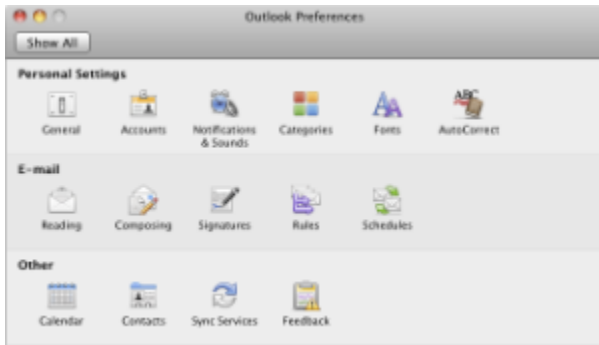 Outlook Preferences
Show All
Personal Settings
General
Accounts
Notifications
& Sounds
Categories
Fonts
ABC
AutoCorrect
E-mail
Reading
Composing
Signatures
Rules
Schedules
Other
Calendar
Contacts
Sync Services
Feedback